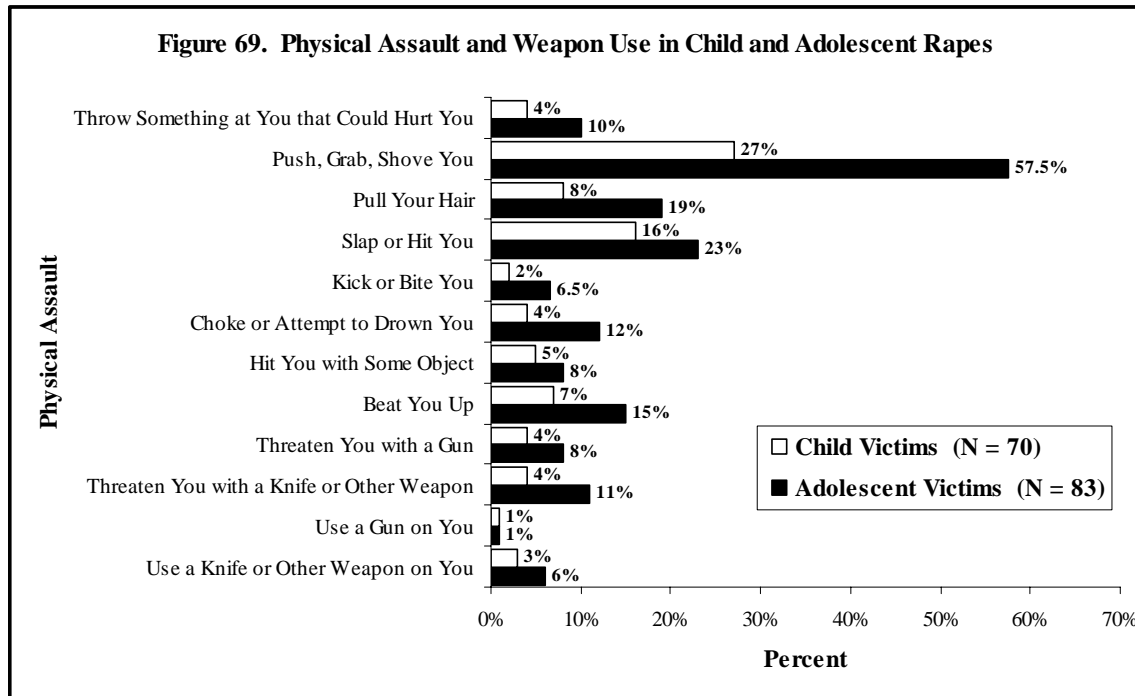 Figure 69. Physical Assault and Weapon Use in Child and Adolescent Rapes
Physical Assault
Throw Something at You that Could Hurt You
4%
10%
Push, Grab, Shove You
27%
57.5%
Pull Your Hair
8%
19%
Slap or Hit You
16%
23%
Kick or Bite You
2%
6.5%
Choke or Attempt to Drown You
4%
12%
Hit You with Some Object
5%
8%
Beat You Up
7%
15%
Threaten You with a Gun
4%
8%
Threaten You with a Knife or Other Weapon
4%
11%
Use a Gun on You
1%
1%
Use a Knife or Other Weapon on You
3%
6%
Child Victims (N = 70)
Adolescent Victims (N = 83)
0% 10% 20% 30% 40% 50% 60% 70%
Percent